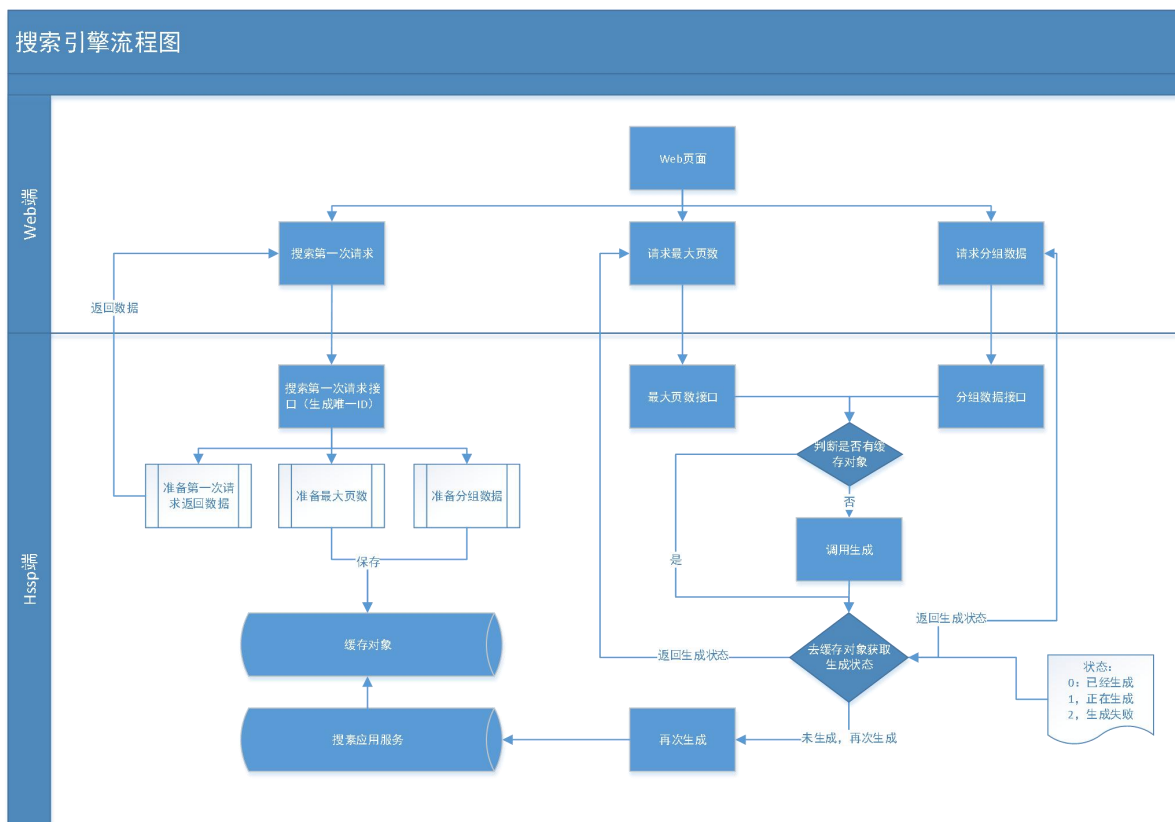 搜索引擎流程图
Web端
Web页面
搜索第一次请求
请求最大页数
请求分组数据
返回数据
Hssp端
搜索第一次请求接
口（生成唯一ID）
最大页数接口
分组数据接口
判断是否有缓
存对象
准备第一次请
求返回数据
准备最大页数
准备分组数据
否
调用生成
是
保存
缓存对象
去缓存对象获取
生成状态
返回生成状态
返回生成状态
状态：
0：已经生成
1，正在生成
2，生成失败
搜素应用服务
再次生成
未生成，再次生成